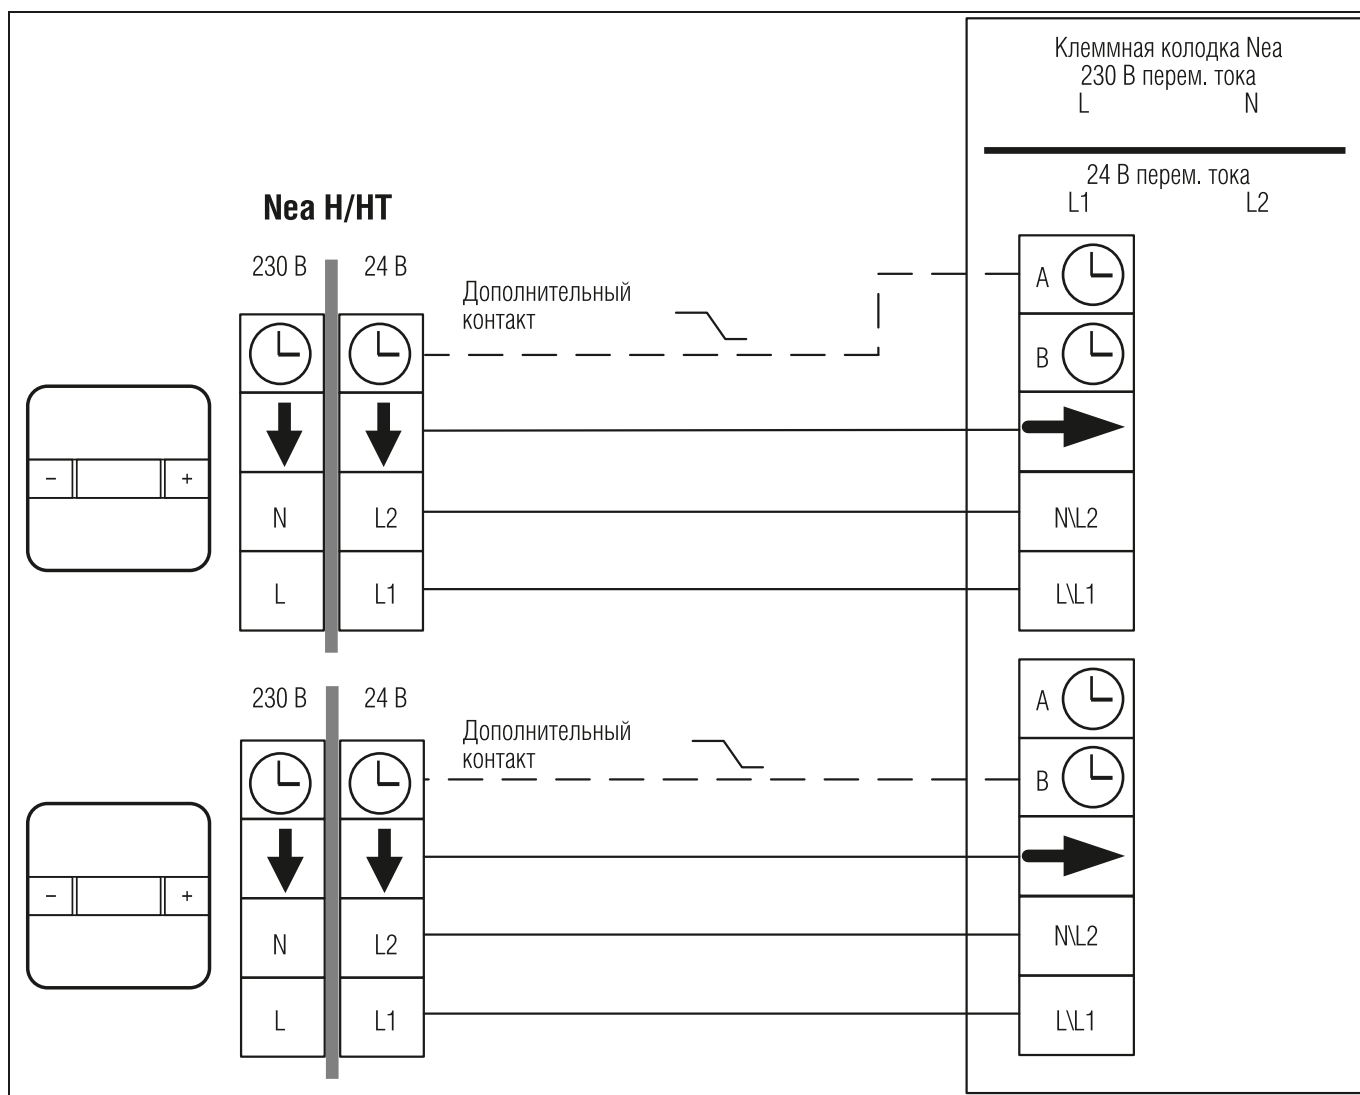 Клеммная колодка Nea
230 В перем. тока
L N
24 В перем. тока
L1 L2
Nea H/HT
230 В 24 В
Дополнительный
контакт
A
B
- +
N L2 N\L2
L L1 L\L1
230 В 24 В
Дополнительный
контакт
A
B
- +
N L2 N\L2
L L1 L\L1